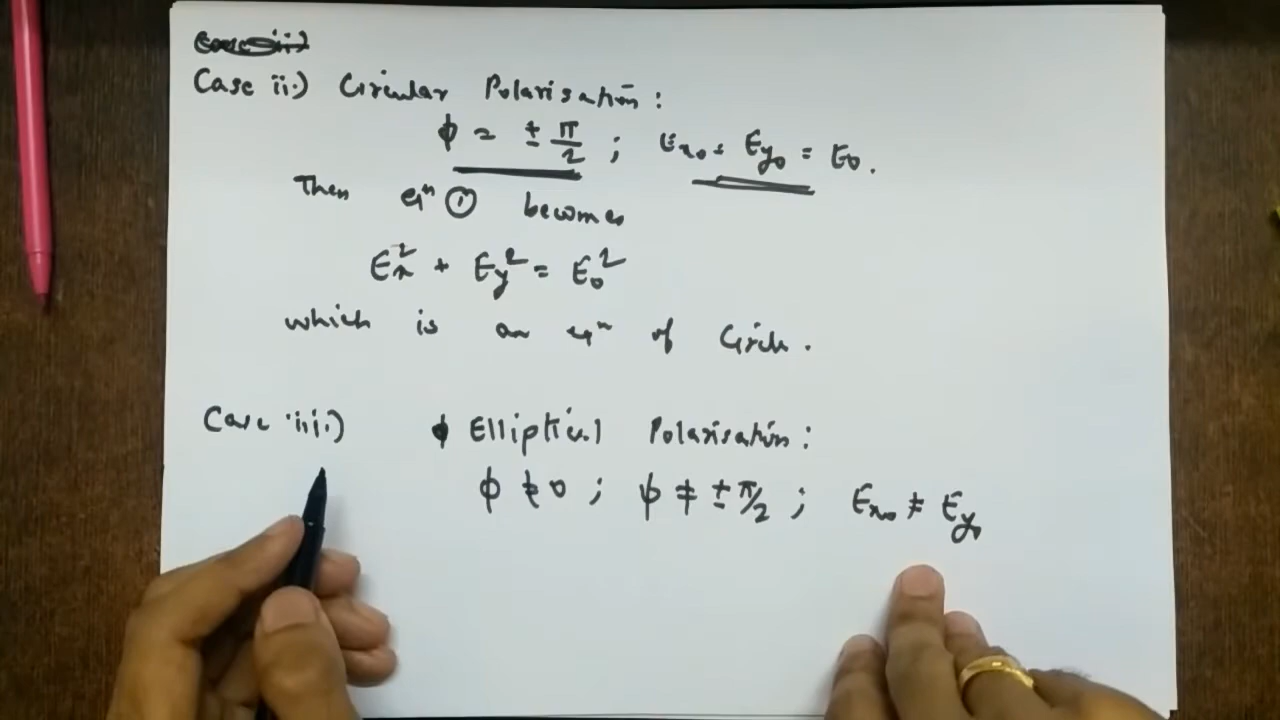 Case ii.) Circular Polarisation :
ϕ = ± π/2 ; Ex₀ = Ey₀ = E₀.
Then eqⁿ ① becomes
Ex² + Ey² = E₀²
which is an eqⁿ of Circle.
Case iii.) Elliptical Polarisation :
ϕ ≠ 0 ; ϕ ≠ ± π/2 ; Ex₀ ≠ Ey₀